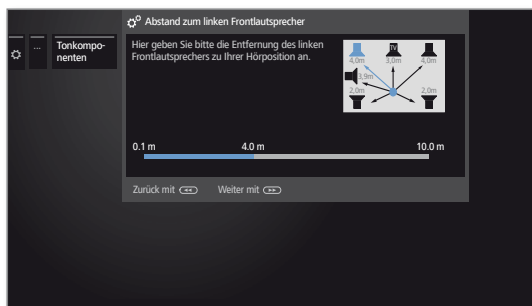 Abstand zum linken Frontlautsprecher
...
Tonkompo-
nenten
Hier geben Sie bitte die Entfernung des linken
Frontlautsprechers zu Ihrer Hörposition an.
TV
4,0m 3,0m 4,0m
3,9m
2,0m 2,0m
0.1 m 4.0 m 10.0 m
Zurück mit Weiter mit